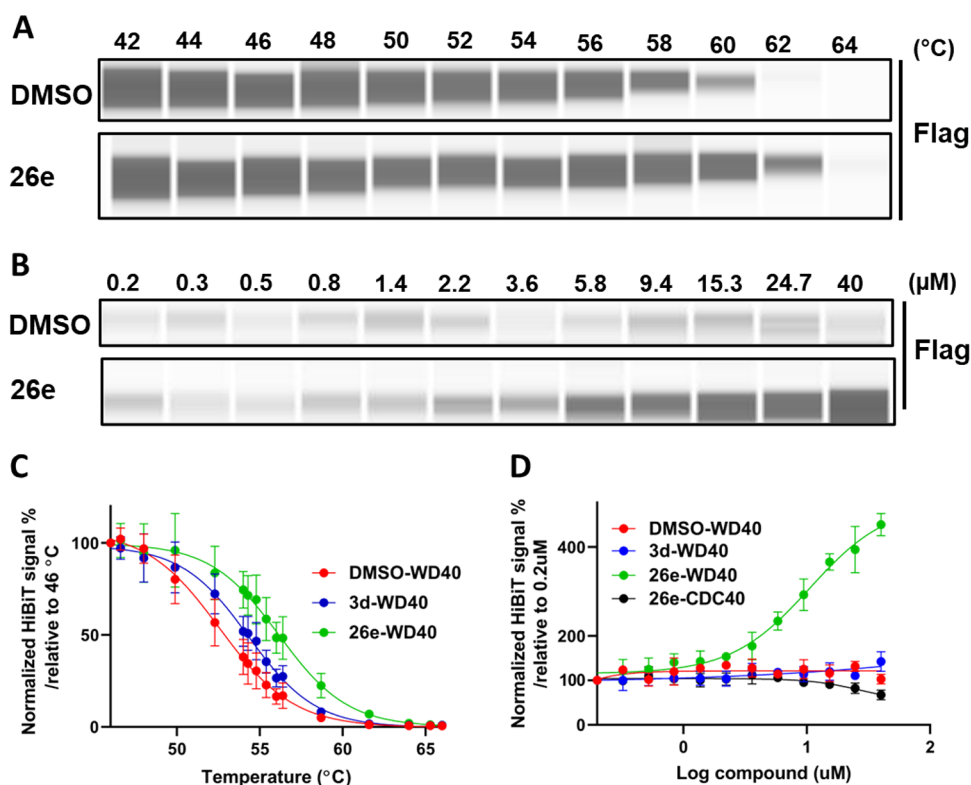 A
42 44 46 48 50 52 54 56 58 60 62 64 (°C)
DMSO
26e
Flag
B
0.2 0.3 0.5 0.8 1.4 2.2 3.6 5.8 9.4 15.3 24.7 40 (µM)
DMSO
26e
Flag
C
Normalized HiBiT signal %
/relative to 46 °C
100
50
0
50 55 60 65
Temperature (°C)
DMSO-WD40
3d-WD40
26e-WD40
D
Normalized HiBiT signal %
/relative to 0.2uM
400
200
100
0
0 1 2
Log compound (uM)
DMSO-WD40
3d-WD40
26e-WD40
26e-CDC40